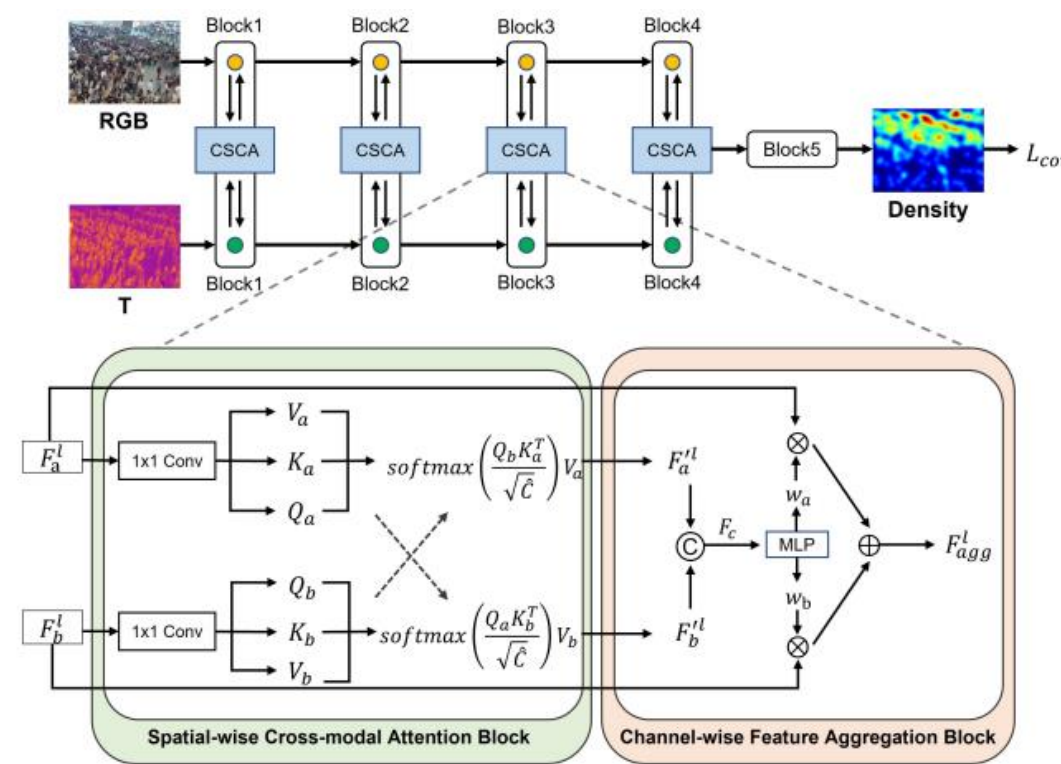 Block1 Block2 Block3 Block4
RGB
CSCA CSCA CSCA CSCA Block5 L_co
Density
T
Block1 Block2 Block3 Block4
F_a^l 1x1 Conv V_a K_a Q_a softmax(Q_b K_a^T / √Ĉ) V_a F'_a^l
w_a
© F_c MLP ⊕ F_agg^l
w_b
F_b^l 1x1 Conv Q_b K_b V_b softmax(Q_a K_b^T / √Ĉ) V_b F'_b^l
Spatial-wise Cross-modal Attention Block Channel-wise Feature Aggregation Block